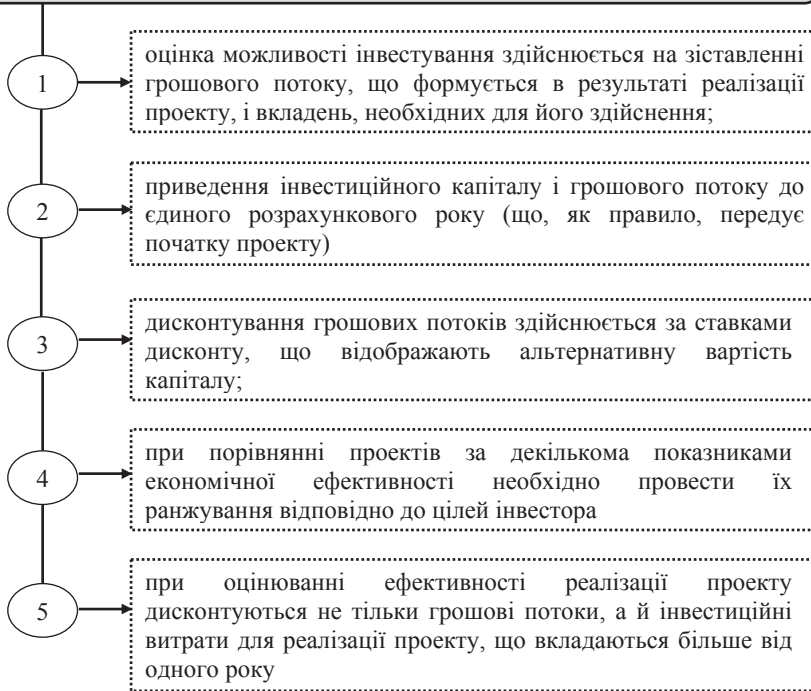 1
оцінка можливості інвестування здійснюється на зіставленні
грошового потоку, що формується в результаті реалізації
проекту, і вкладень, необхідних для його здійснення;
2
приведення інвестиційного капіталу і грошового потоку до
єдиного розрахункового року (що, як правило, передує
початку проекту)
3
дисконтування грошових потоків здійснюється за ставками
дисконту, що відображають альтернативну вартість
капіталу;
4
при порівнянні проектів за декількома показниками
економічної ефективності необхідно провести їх
ранжування відповідно до цілей інвестора
5
при оцінюванні ефективності реалізації проекту
дисконтуються не тільки грошові потоки, а й інвестиційні
витрати для реалізації проекту, що вкладаються більше від
одного року